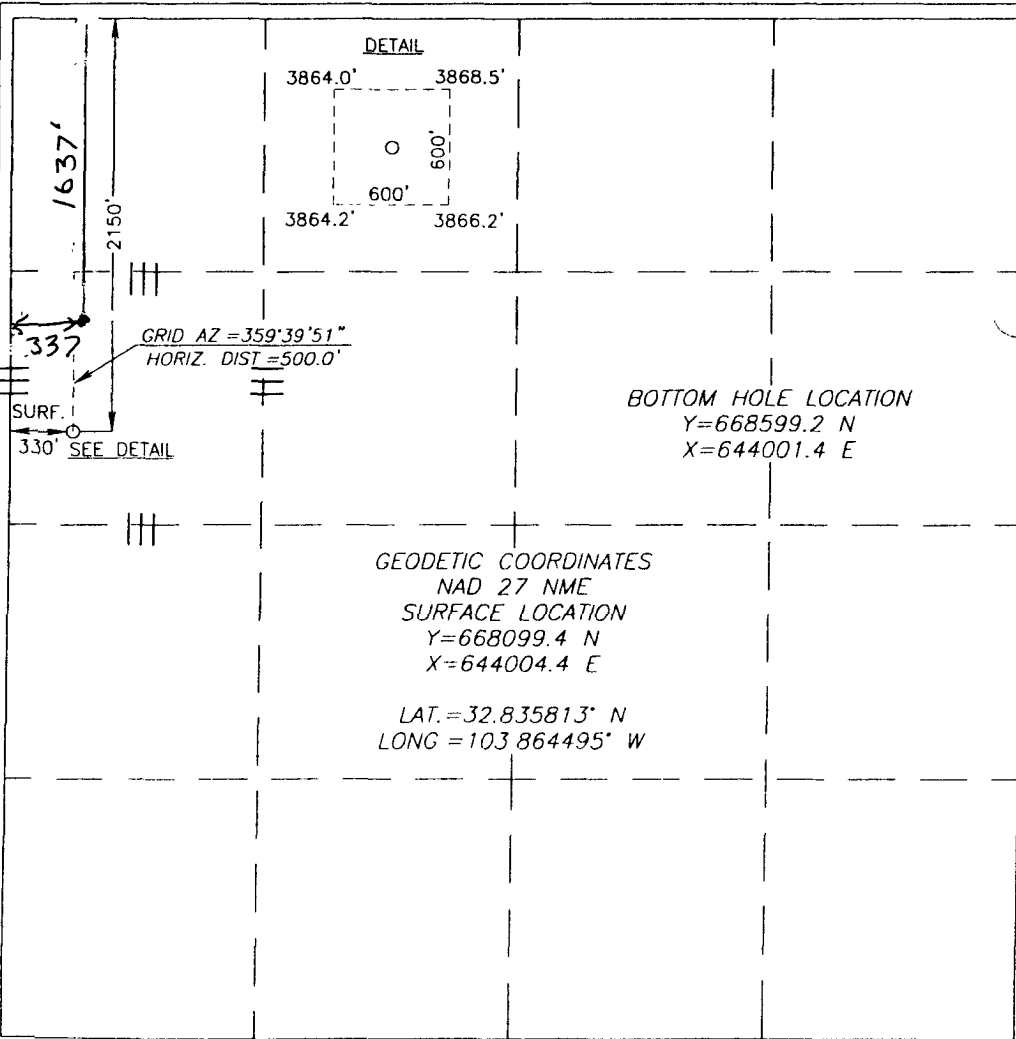 DETAIL
3864.0' 3868.5'
600'
600'
3864.2' 3866.2'
1637'
2150'
337
GRID AZ =359°39'51"
HORIZ. DIST =500.0'
SURF.
330' SEE DETAIL
BOTTOM HOLE LOCATION
Y=668599.2 N
X=644001.4 E
GEODETIC COORDINATES
NAD 27 NME
SURFACE LOCATION
Y=668099.4 N
X=644004.4 E
LAT.=32.835813° N
LONG =103 864495° W